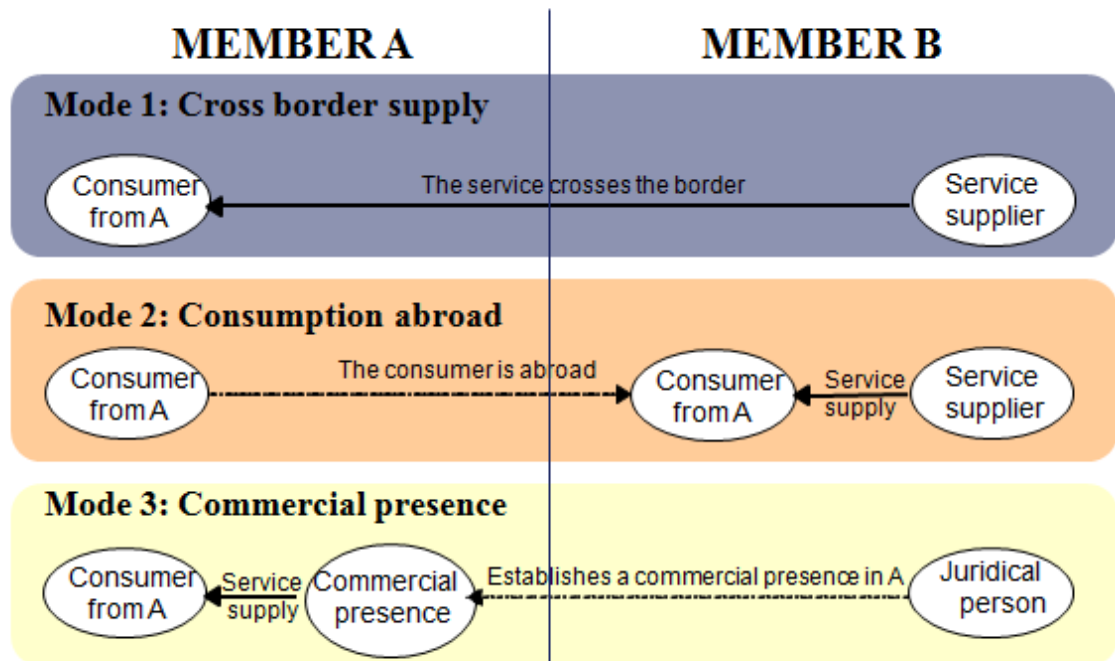 MEMBER A
MEMBER B
Mode 1: Cross border supply
Consumer
from A
The service crosses the border
Service
supplier
Mode 2: Consumption abroad
Consumer
from A
The consumer is abroad
Consumer
from A
Service
supply
Service
supplier
Mode 3: Commercial presence
Consumer
from A
Service
supply
Commercial
presence
Establishes a commercial presence in A
Juridical
person